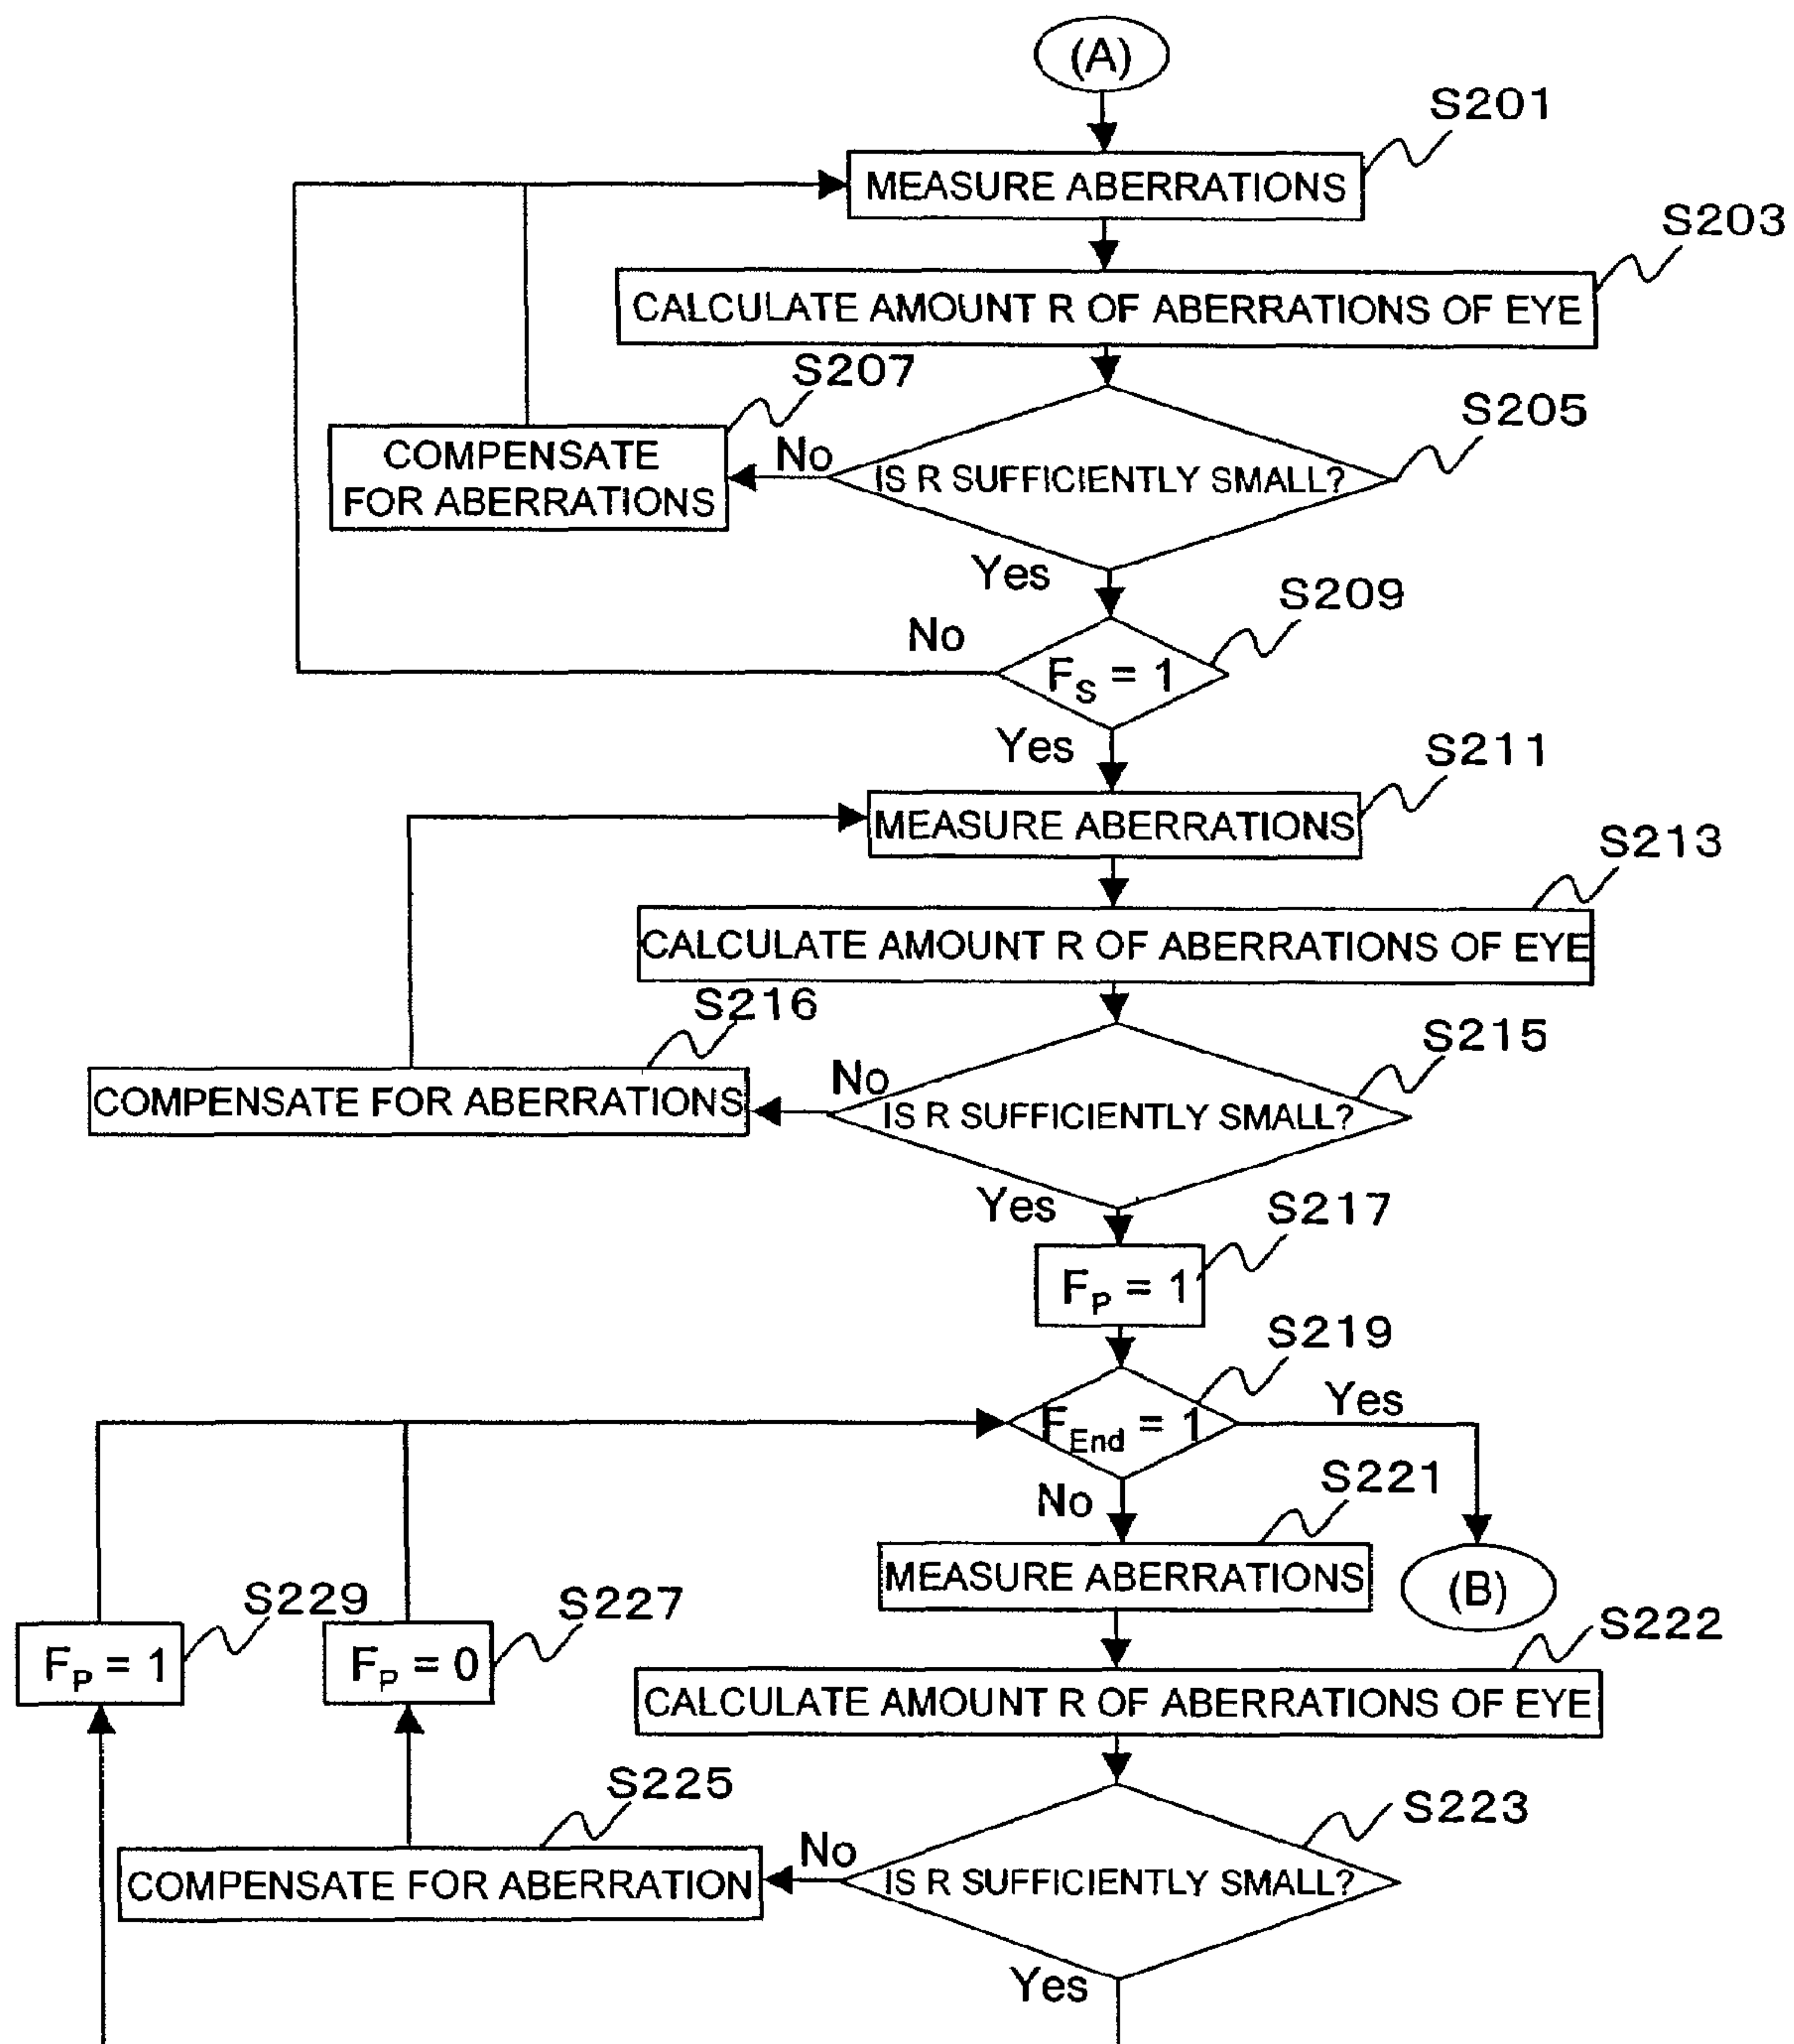 (A)
S201
MEASURE ABERRATIONS
S203
CALCULATE AMOUNT R OF ABERRATIONS OF EYE
S207
S205
COMPENSATE
FOR ABERRATIONS
No
IS R SUFFICIENTLY SMALL?
Yes
S209
No
FS = 1
Yes
S211
MEASURE ABERRATIONS
S213
CALCULATE AMOUNT R OF ABERRATIONS OF EYE
S216
S215
COMPENSATE FOR ABERRATIONS
No
IS R SUFFICIENTLY SMALL?
Yes
S217
FP = 1
S219
FEnd = 1
Yes
No
S221
MEASURE ABERRATIONS
(B)
S229
S227
S222
FP = 1
FP = 0
CALCULATE AMOUNT R OF ABERRATIONS OF EYE
S225
S223
COMPENSATE FOR ABERRATION
No
IS R SUFFICIENTLY SMALL?
Yes